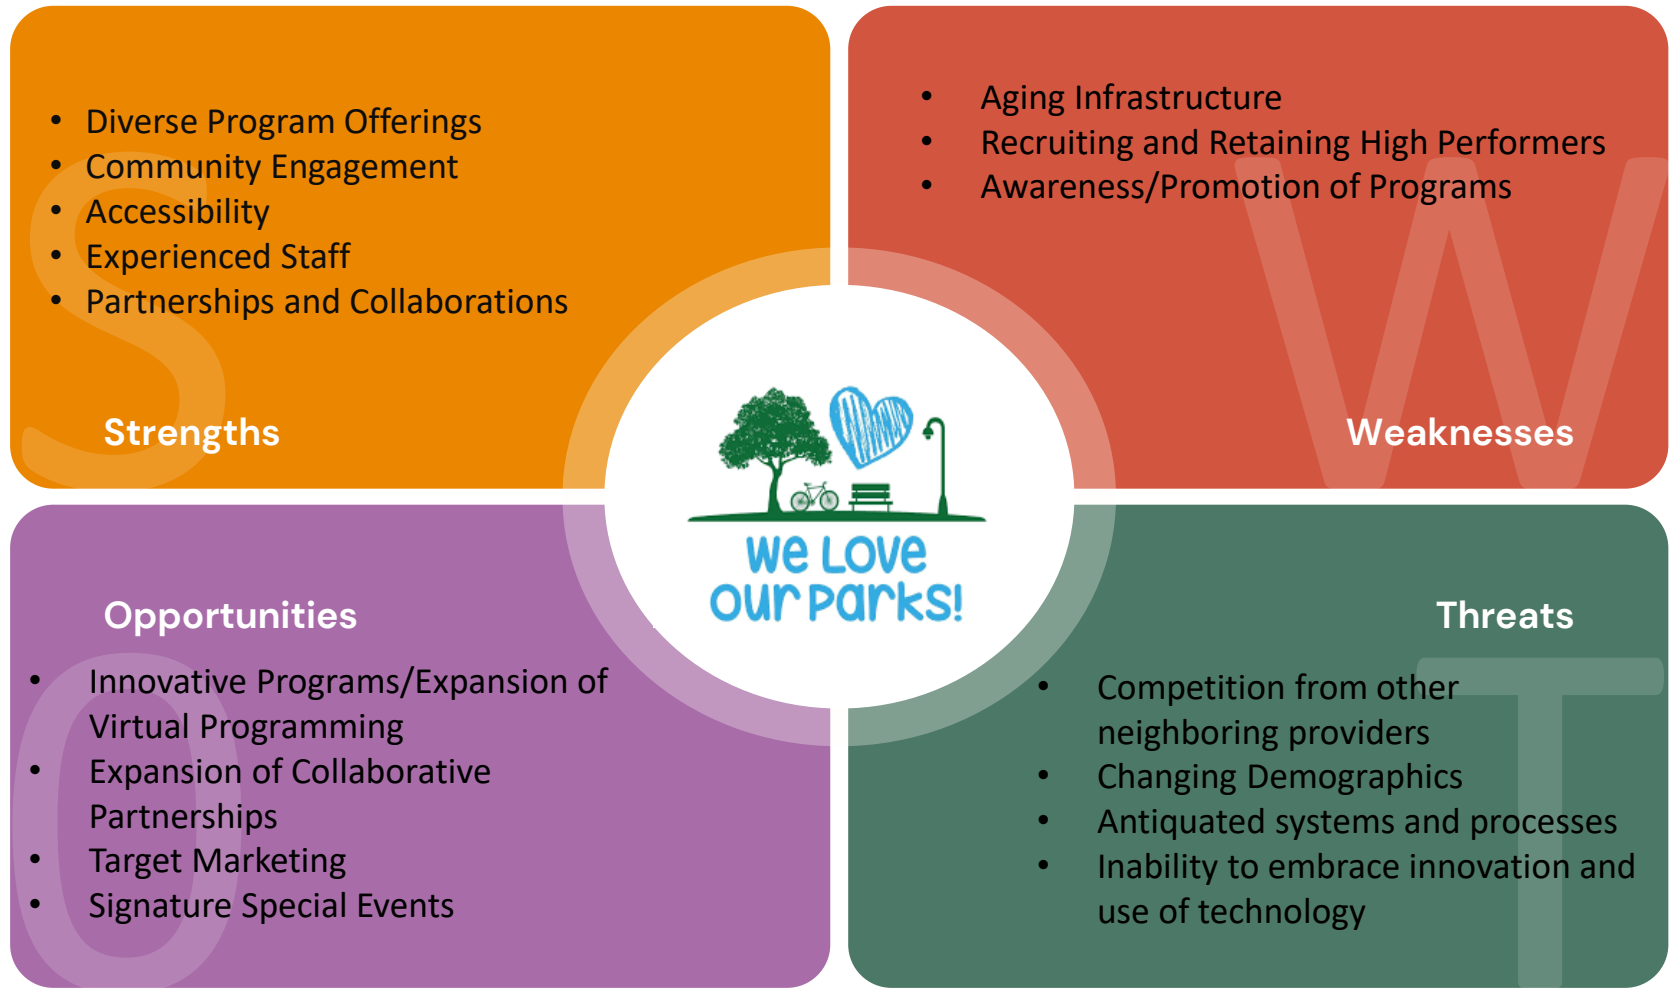 • Diverse Program Offerings
• Community Engagement
• Accessibility
• Experienced Staff
• Partnerships and Collaborations
S
Strengths
• Aging Infrastructure
• Recruiting and Retaining High Performers
• Awareness/Promotion of Programs
W
Weaknesses
we Love
our parks!
Opportunities
• Innovative Programs/Expansion of
Virtual Programming
• Expansion of Collaborative
Partnerships
• Target Marketing
• Signature Special Events
O
Threats
• Competition from other
neighboring providers
• Changing Demographics
• Antiquated systems and processes
• Inability to embrace innovation and
use of technology
T